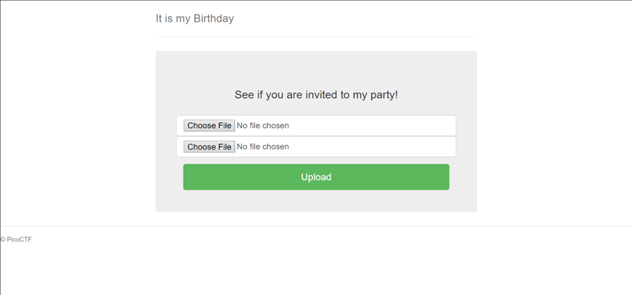 It is my Birthday
See if you are invited to my party!
Choose File No file chosen
Choose File No file chosen
Upload
© PicoCTF